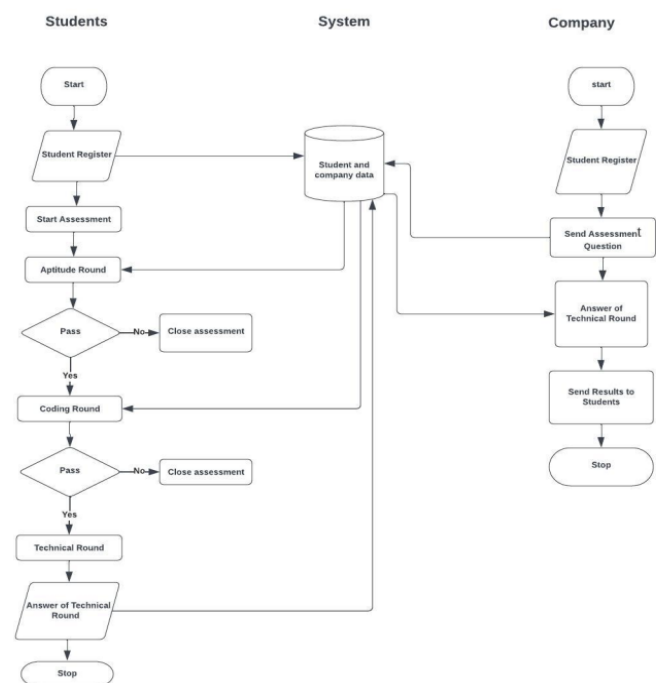 Students
System
Company
Start
start
Student Register
Student and
company data
Student Register
Start Assessment
Send Assessment
Question
Aptitude Round
Answer of
Technical Round
Pass
No
Close assessment
Yes
Send Results to
Students
Coding Round
Pass
No
Close assessment
Stop
Yes
Technical Round
Answer of Technical
Round
Stop